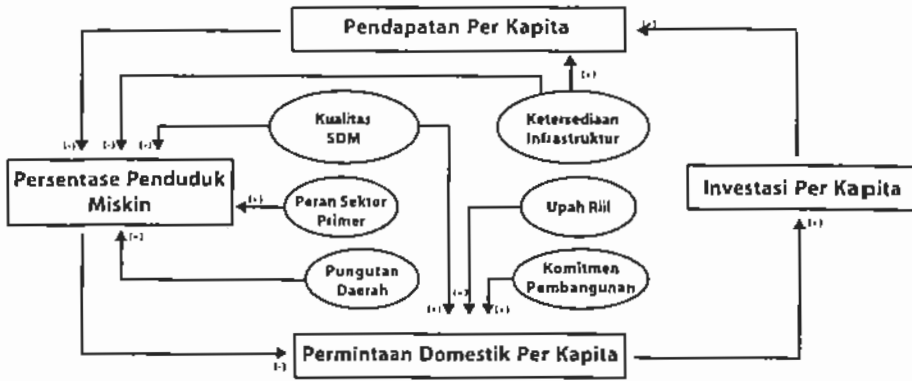 Pendapatan Per Kapita
Kualitas
SDM
Ketersediaan
Infrastruktur
Persentase Penduduk
Miskin
Investasi Per Kapita
Peran Sektor
Primer
Upah Riil
Pungutan
Daerah
Komitmen
Pembangunan
Permintaan Domestik Per Kapita